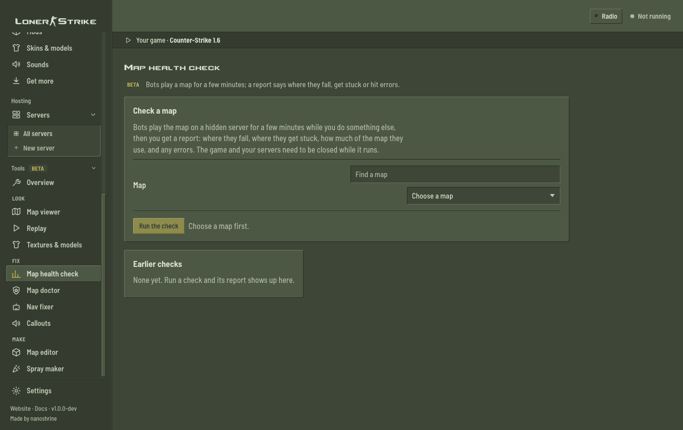 LONERSTRIKE
Skins & models
Sounds
Get more
Hosting
Servers
All servers
New server
Tools BETA
Overview
LOOK
Map viewer
Replay
Textures & models
FIX
Map health check
Map doctor
Nav fixer
Callouts
MAKE
Map editor
Spray maker
Settings
Website · Docs · v1.0.0-dev
Made by nanoshrine
Radio
Not running
Your game · Counter-Strike 1.6
MAP HEALTH CHECK
BETA Bots play a map for a few minutes; a report says where they fall, get stuck or hit errors.
Check a map
Bots play the map on a hidden server for a few minutes while you do something else,
then you get a report: where they fall, where they get stuck, how much of the map they
use, and any errors. The game and your servers need to be closed while it runs.
Map
Find a map
Choose a map
Run the check Choose a map first.
Earlier checks
None yet. Run a check and its report shows up here.